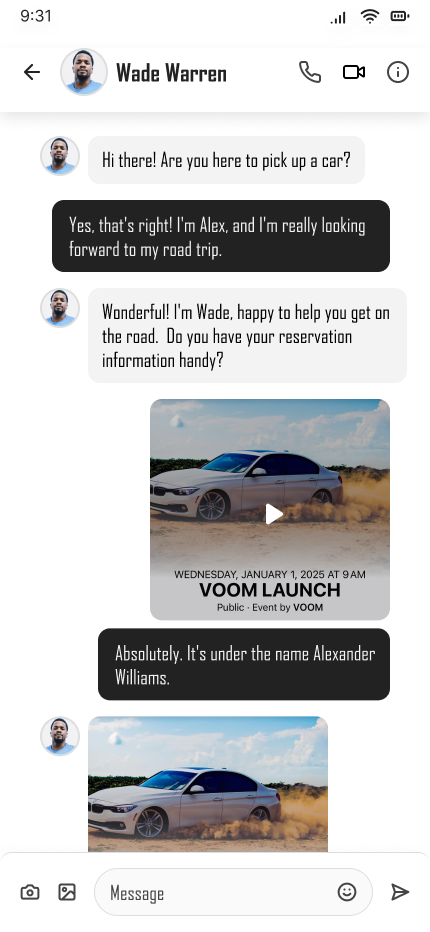 9:31
Wade Warren
Hi there! Are you here to pick up a car?
Yes, that's right! I'm Alex, and I'm really looking
forward to my road trip.
Wonderful! I'm Wade, happy to help you get on
the road. Do you have your reservation
information handy?
WEDNESDAY, JANUARY 1, 2025 AT 9 AM
VOOM LAUNCH
Public · Event by VOOM
Absolutely. It's under the name Alexander
Williams.
Message